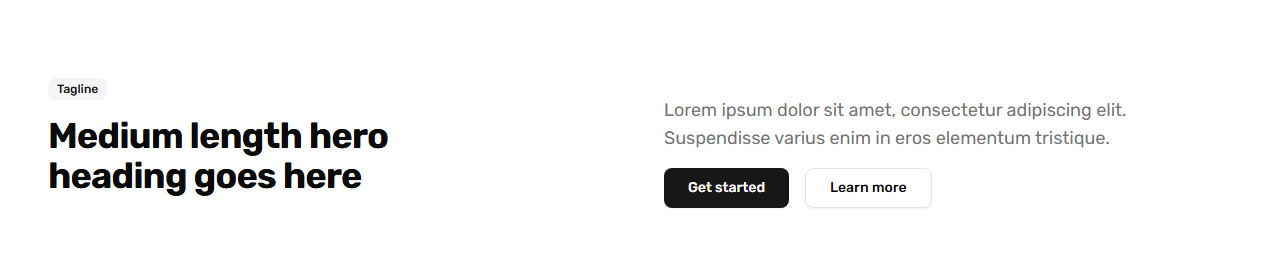 Tagline
Medium length hero
heading goes here
Lorem ipsum dolor sit amet, consectetur adipiscing elit.
Suspendisse varius enim in eros elementum tristique.
Get started
Learn more